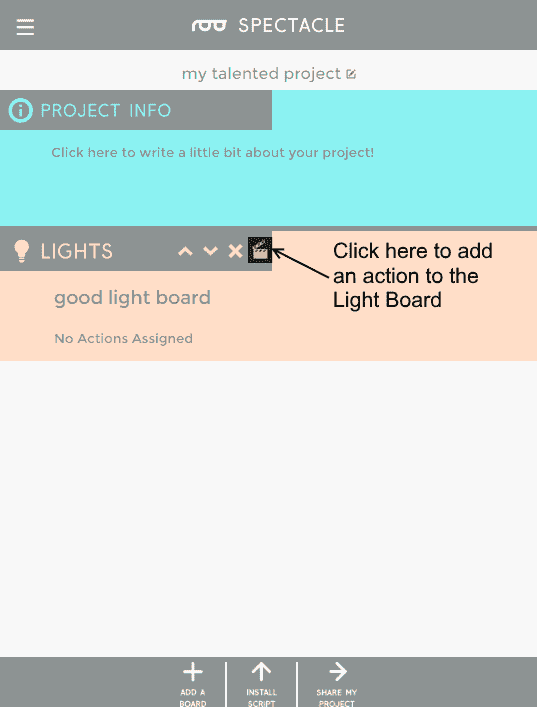 SPECTACLE
my talented project
PROJECT INFO
Click here to write a little bit about your project!
LIGHTS
Click here to add
an action to the
Light Board
good light board
No Actions Assigned
ADD A
BOARD
INSTALL
SCRIPT
SHARE MY
PROJECT